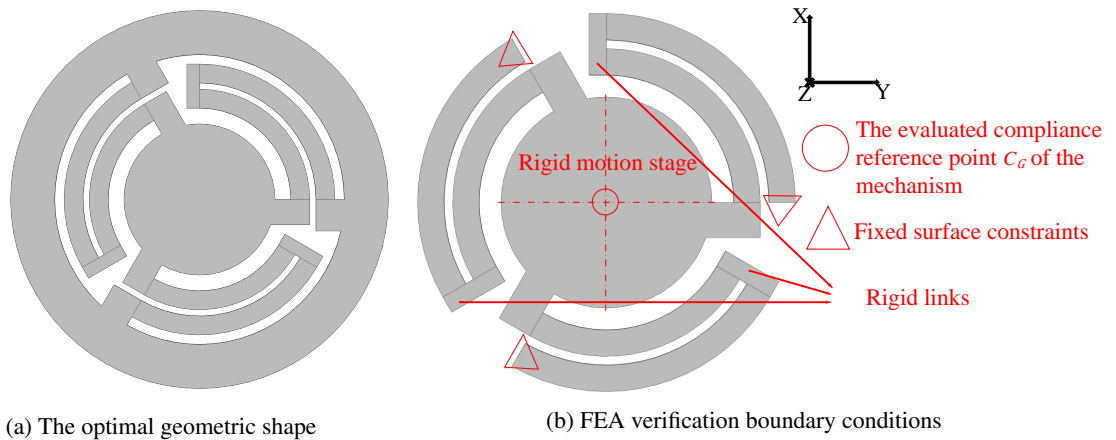 X
Z
Y
The evaluated compliance
reference point C_G of the
mechanism
Rigid motion stage
Fixed surface constraints
Rigid links
(a) The optimal geometric shape
(b) FEA verification boundary conditions